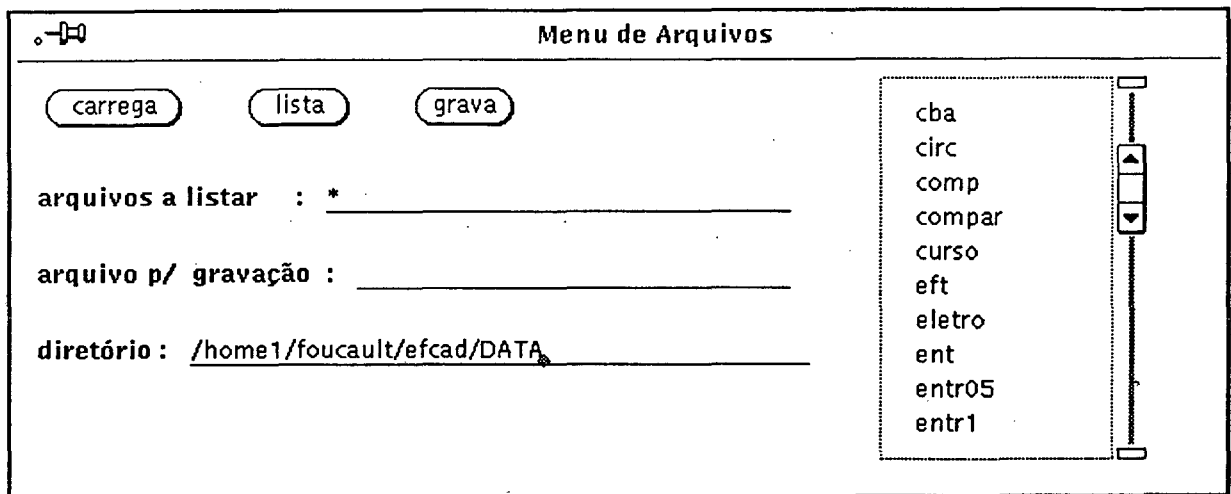 Menu de Arquivos
carrega lista grava
arquivos a listar : *
arquivo p/ gravação :
diretório : /home1/foucault/efcad/DATA
cba
circ
comp
compar
curso
eft
eletro
ent
entr05
entr1